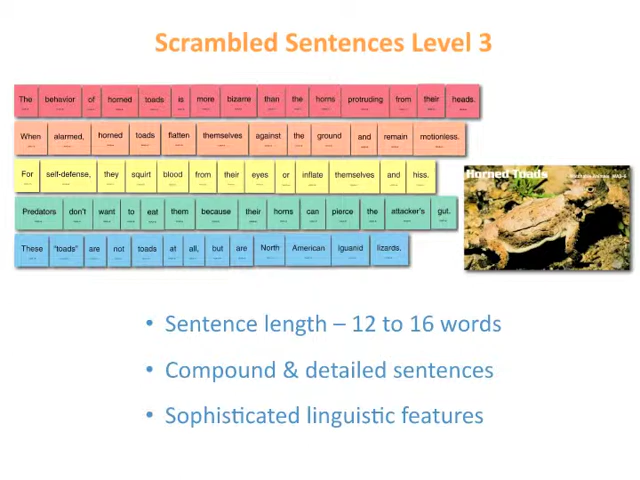 Scrambled Sentences Level 3
The behavior of horned toads is more bizarre than the horns protruding from their heads.
When alarmed, horned toads flatten themselves against the ground and remain motionless.
For self-defense, they squirt blood from their eyes or inflate themselves and hiss.
Predators don't want to eat them because their horns can pierce the attacker's gut.
These "toads" are not toads at all, but are North American Iguanid lizards.
Horned Toads
• Sentence length – 12 to 16 words
• Compound & detailed sentences
• Sophisticated linguistic features